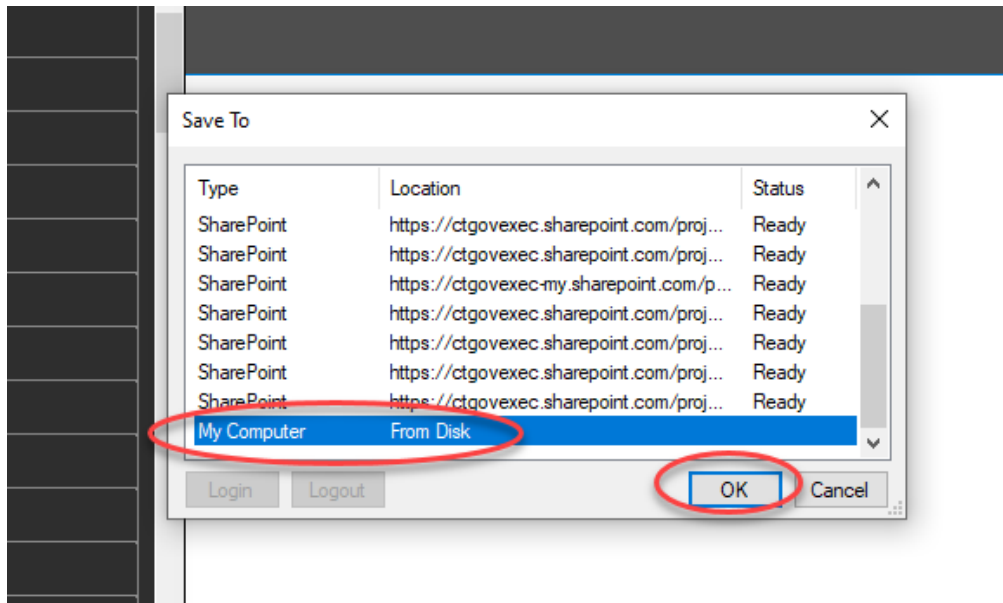 Save To
Type Location Status
SharePoint https://ctgovexec.sharepoint.com/proj... Ready
SharePoint https://ctgovexec.sharepoint.com/proj... Ready
SharePoint https://ctgovexec-my.sharepoint.com/p... Ready
SharePoint https://ctgovexec.sharepoint.com/proj... Ready
SharePoint https://ctgovexec.sharepoint.com/proj... Ready
SharePoint https://ctgovexec.sharepoint.com/proj... Ready
SharePoint https://ctgovexec.sharepoint.com/proj... Ready
My Computer From Disk
Login Logout OK Cancel